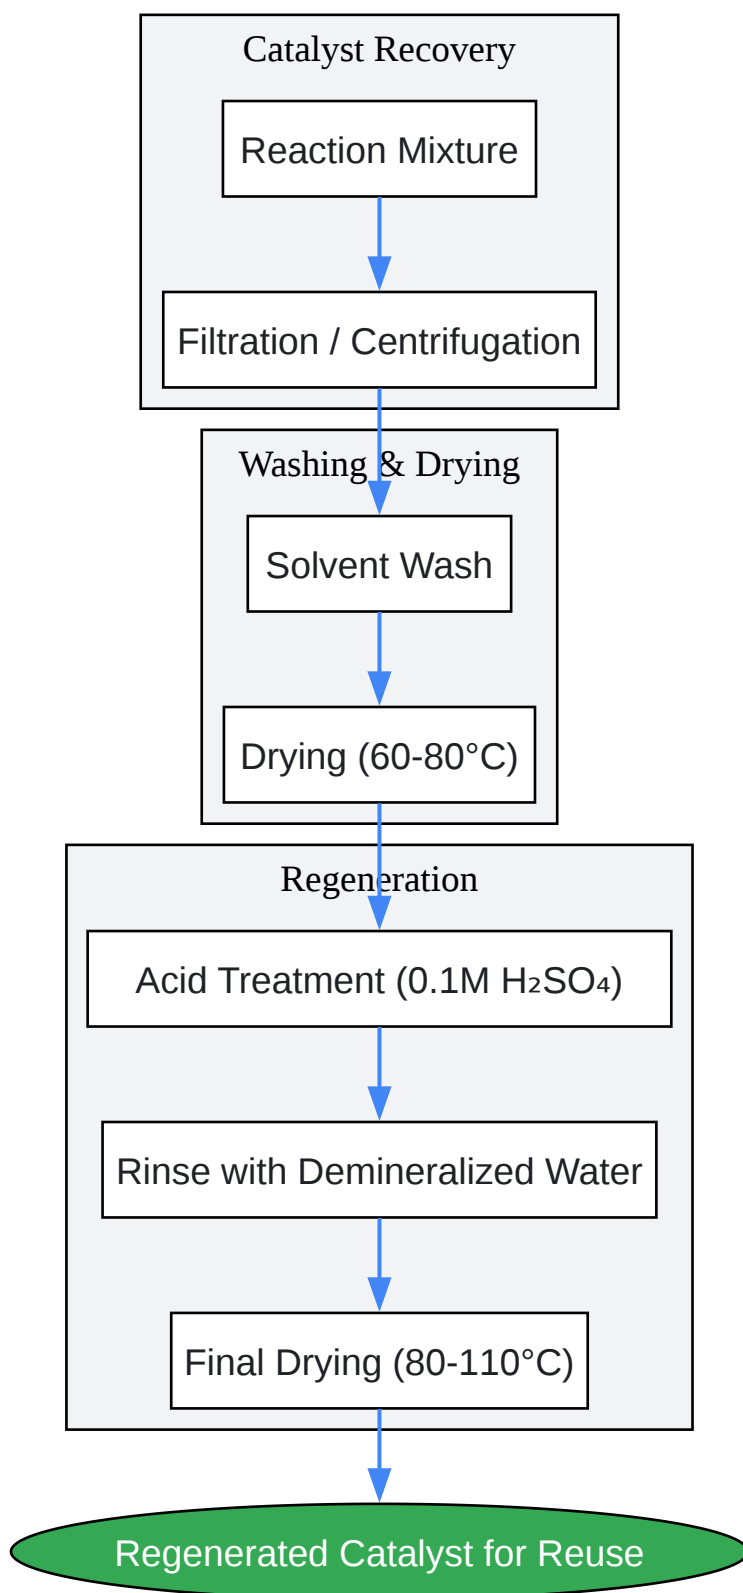 Catalyst Recovery
Reaction Mixture
Filtration / Centrifugation
Washing & Drying
Solvent Wash
Drying (60-80°C)
Regeneration
Acid Treatment (0.1M H₂SO₄)
Rinse with Demineralized Water
Final Drying (80-110°C)
Regenerated Catalyst for Reuse